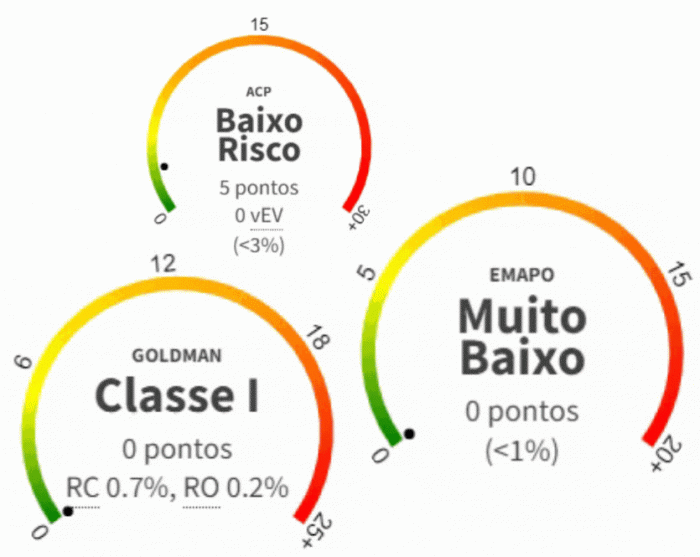 15
ACP
Baixo
Risco
5 pontos
0 vEV
(<3%)
0
30+
10
5
15
EMAPO
Muito
Baixo
0 pontos
(<1%)
0
20+
12
6
18
GOLDMAN
Classe I
0 pontos
RC 0.7%, RO 0.2%
0
25+